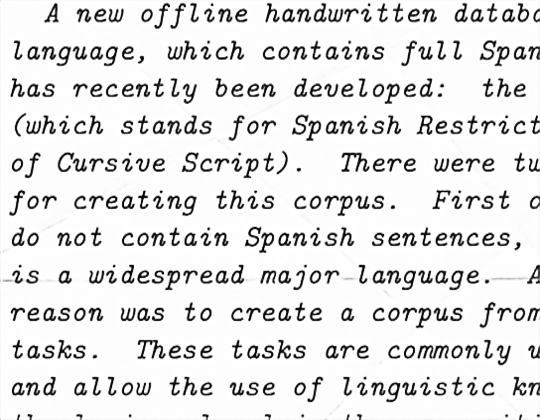 A new offline handwritten databa
language, which contains full Span
has recently been developed: the
(which stands for Spanish Restrict
of Cursive Script). There were tw
for creating this corpus. First o
do not contain Spanish sentences,
is a widespread major language. A
reason was to create a corpus from
tasks. These tasks are commonly u
and allow the use of linguistic kn